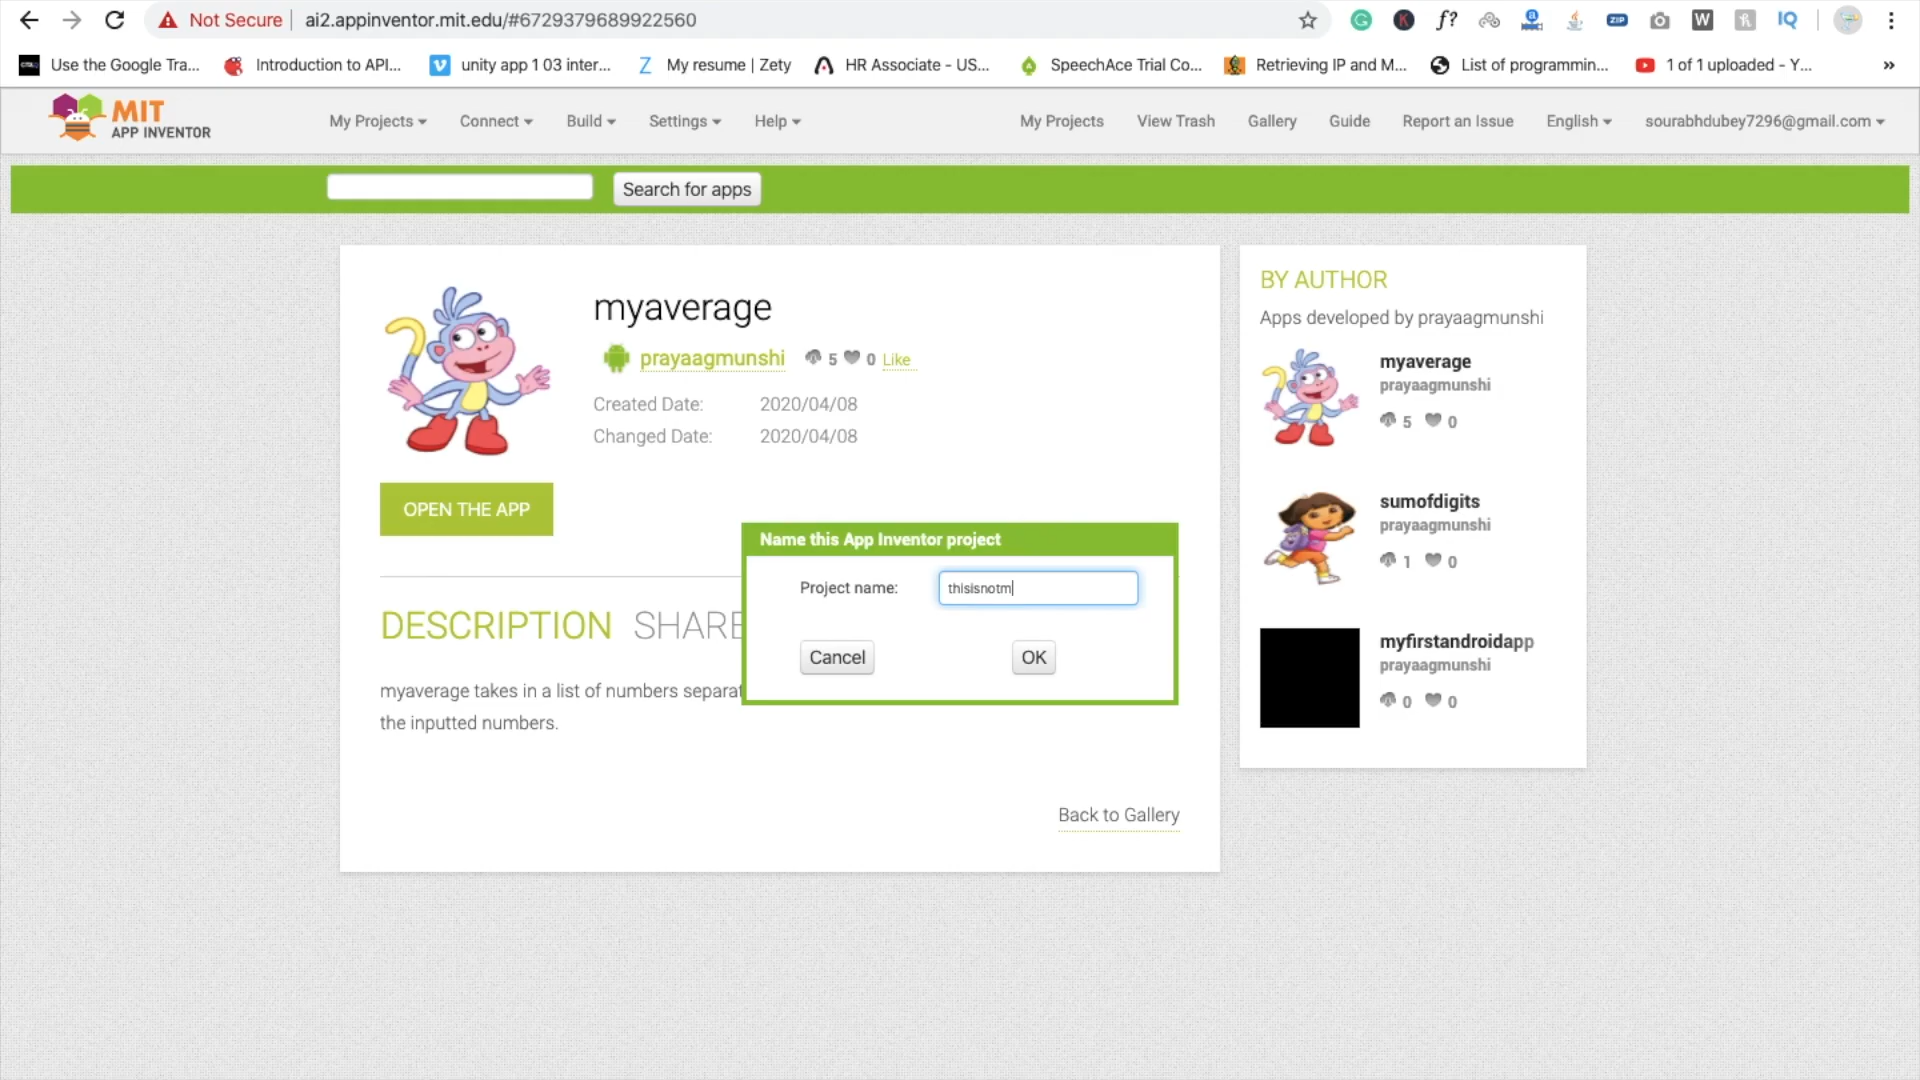 Not Secure | ai2.appinventor.mit.edu/#6729379689922560
f? ZIP W IQ
Use the Google Tra... Introduction to API... unity app 1 03 inter... My resume | Zety HR Associate - US... SpeechAce Trial Co... Retrieving IP and M... List of programmin... 1 of 1 uploaded - Y... »
MIT
APP INVENTOR
My Projects Connect Build Settings Help My Projects View Trash Gallery Guide Report an Issue English sourabhdubey7296@gmail.com
Search for apps
myaverage
prayaagmunshi 5 0 Like
Created Date: 2020/04/08
Changed Date: 2020/04/08
OPEN THE APP
Name this App Inventor project
Project name: thisisnotm
Cancel OK
DESCRIPTION SHARE
myaverage takes in a list of numbers separat
the inputted numbers.
Back to Gallery
BY AUTHOR
Apps developed by prayaagmunshi
myaverage
prayaagmunshi
5 0
sumofdigits
prayaagmunshi
1 0
myfirstandroidapp
prayaagmunshi
0 0